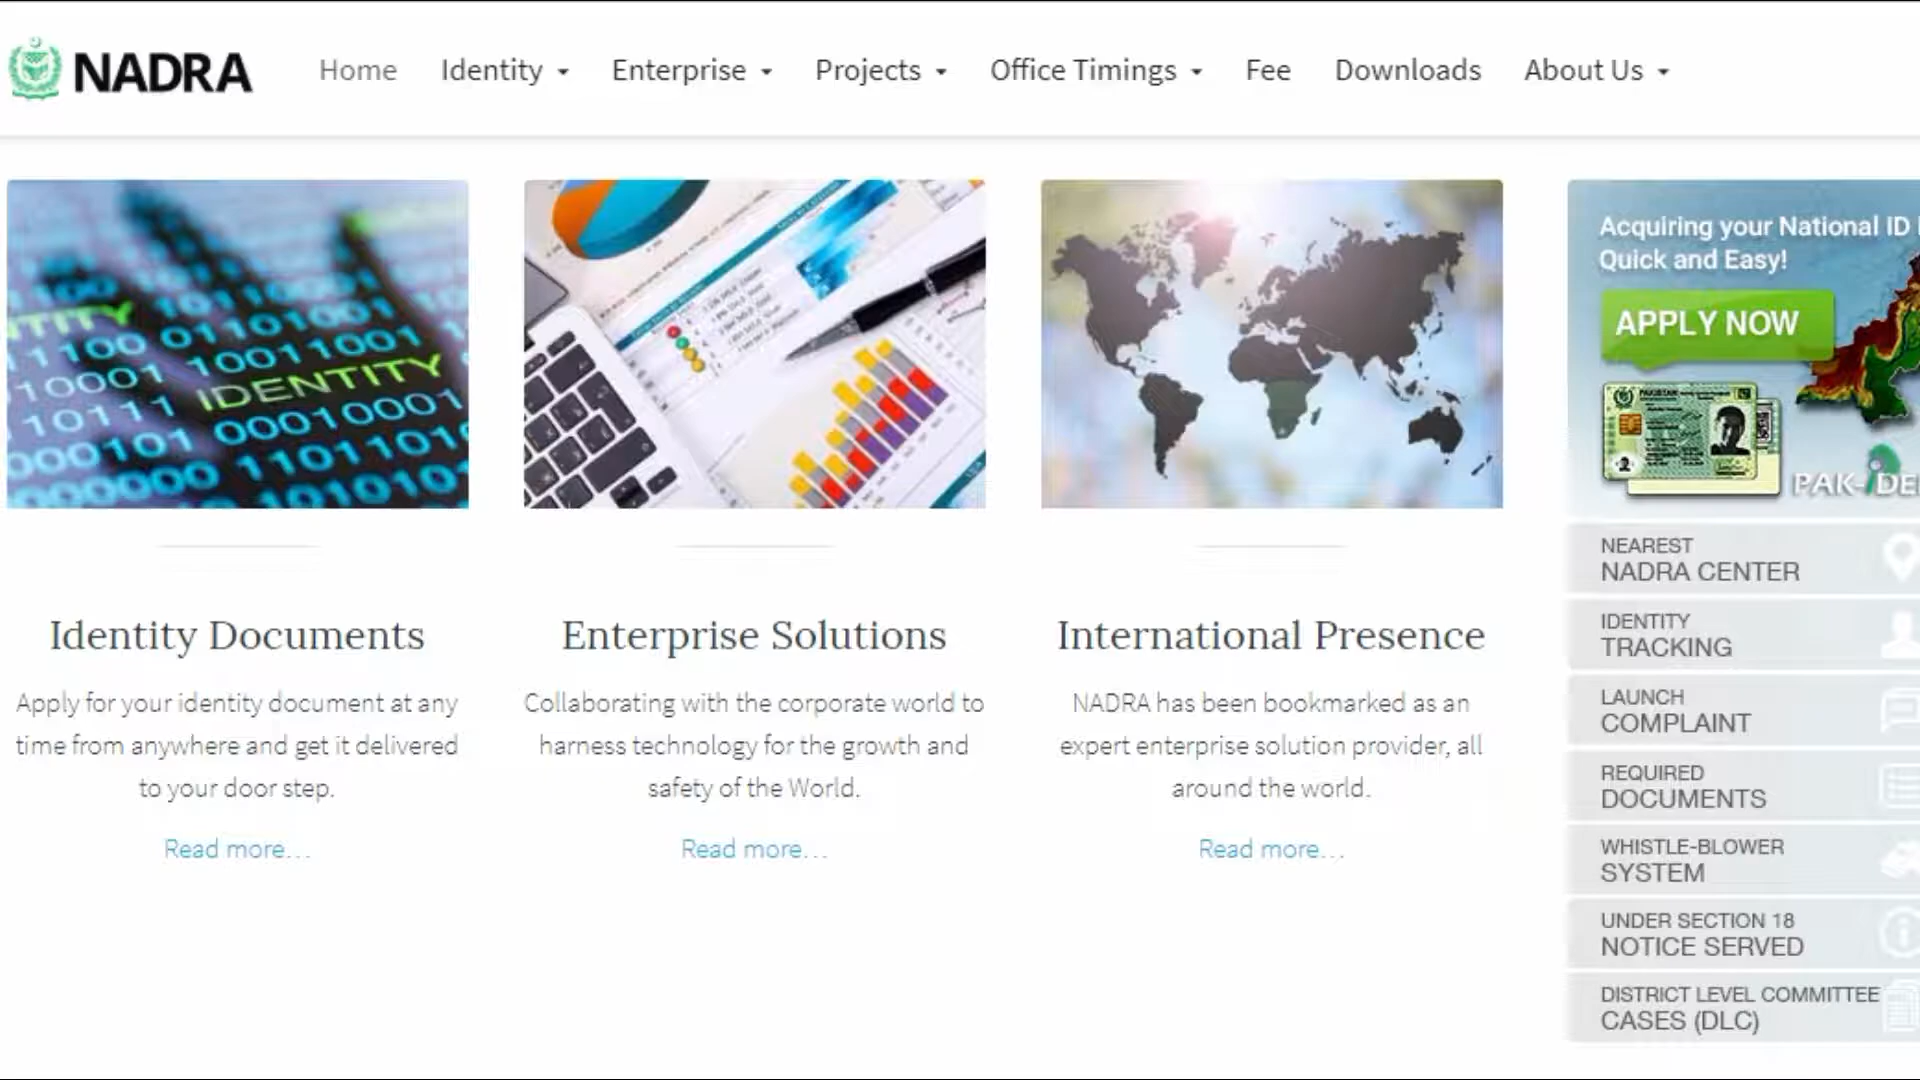 NADRA
Home Identity Enterprise Projects Office Timings Fee Downloads About Us
IDENTITY
Acquiring your National ID
Quick and Easy!
APPLY NOW
NEAREST
NADRA CENTER
IDENTITY
TRACKING
LAUNCH
COMPLAINT
REQUIRED
DOCUMENTS
WHISTLE-BLOWER
SYSTEM
UNDER SECTION 18
NOTICE SERVED
DISTRICT LEVEL COMMITTEE
CASES (DLC)
Identity Documents
Apply for your identity document at any
time from anywhere and get it delivered
to your door step.
Read more...
Enterprise Solutions
Collaborating with the corporate world to
harness technology for the growth and
safety of the World.
Read more...
International Presence
NADRA has been bookmarked as an
expert enterprise solution provider, all
around the world.
Read more...